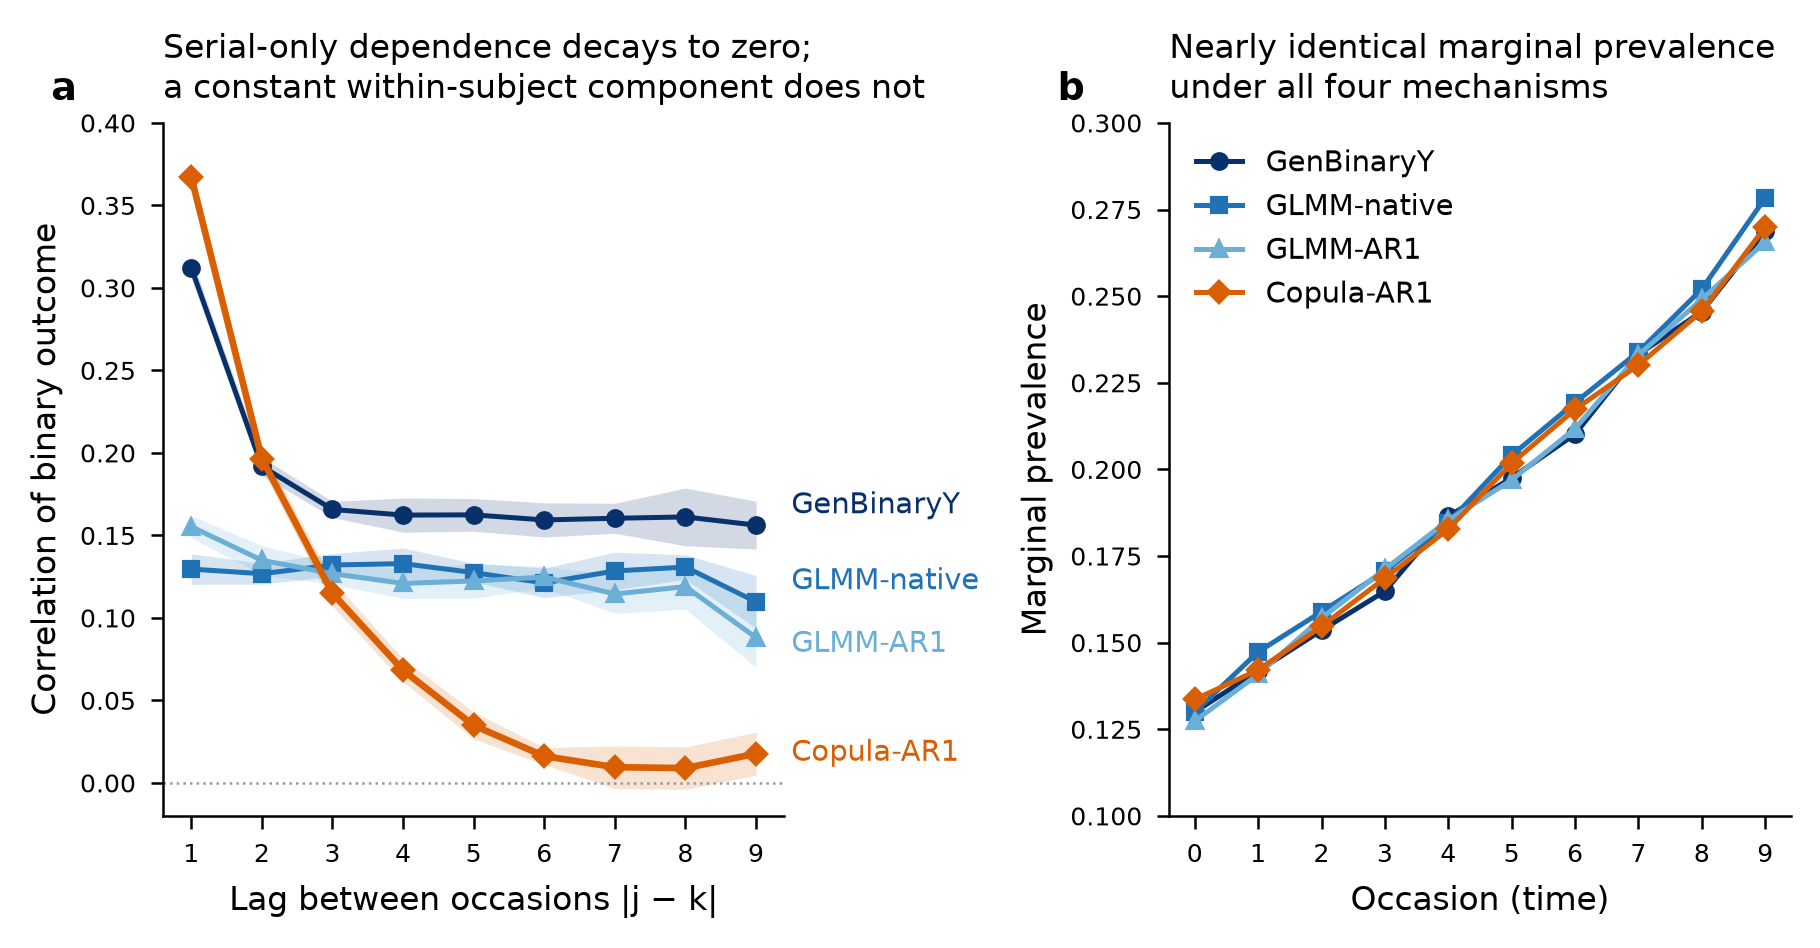 a
Serial-only dependence decays to zero;
a constant within-subject component does not
Correlation of binary outcome
0.40
0.35
0.30
0.25
0.20
0.15
0.10
0.05
0.00
GenBinaryY
GLMM-native
GLMM-AR1
Copula-AR1
1 2 3 4 5 6 7 8 9
Lag between occasions |j − k|
b
Nearly identical marginal prevalence
under all four mechanisms
Marginal prevalence
0.300
0.275
0.250
0.225
0.200
0.175
0.150
0.125
0.100
GenBinaryY
GLMM-native
GLMM-AR1
Copula-AR1
0 1 2 3 4 5 6 7 8 9
Occasion (time)